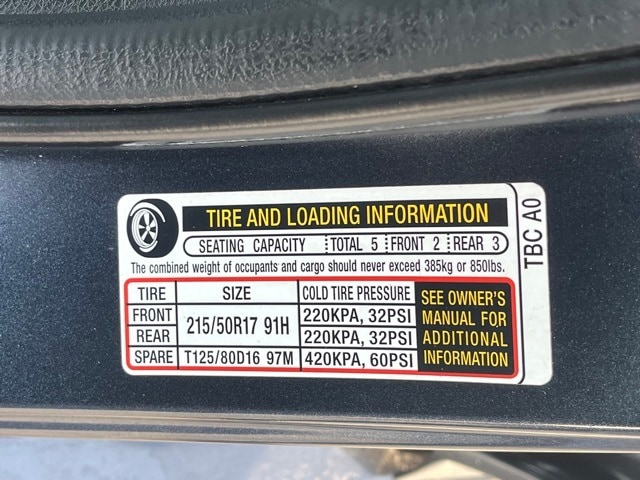 TIRE AND LOADING INFORMATION
SEATING CAPACITY TOTAL 5 FRONT 2 REAR 3
The combined weight of occupants and cargo should never exceed 385kg or 850lbs.
TIRE SIZE COLD TIRE PRESSURE
FRONT 215/50R17 91H 220KPA, 32PSI
REAR 220KPA, 32PSI
SPARE T125/80D16 97M 420KPA, 60PSI
SEE OWNER'S
MANUAL FOR
ADDITIONAL
INFORMATION
TBC A0